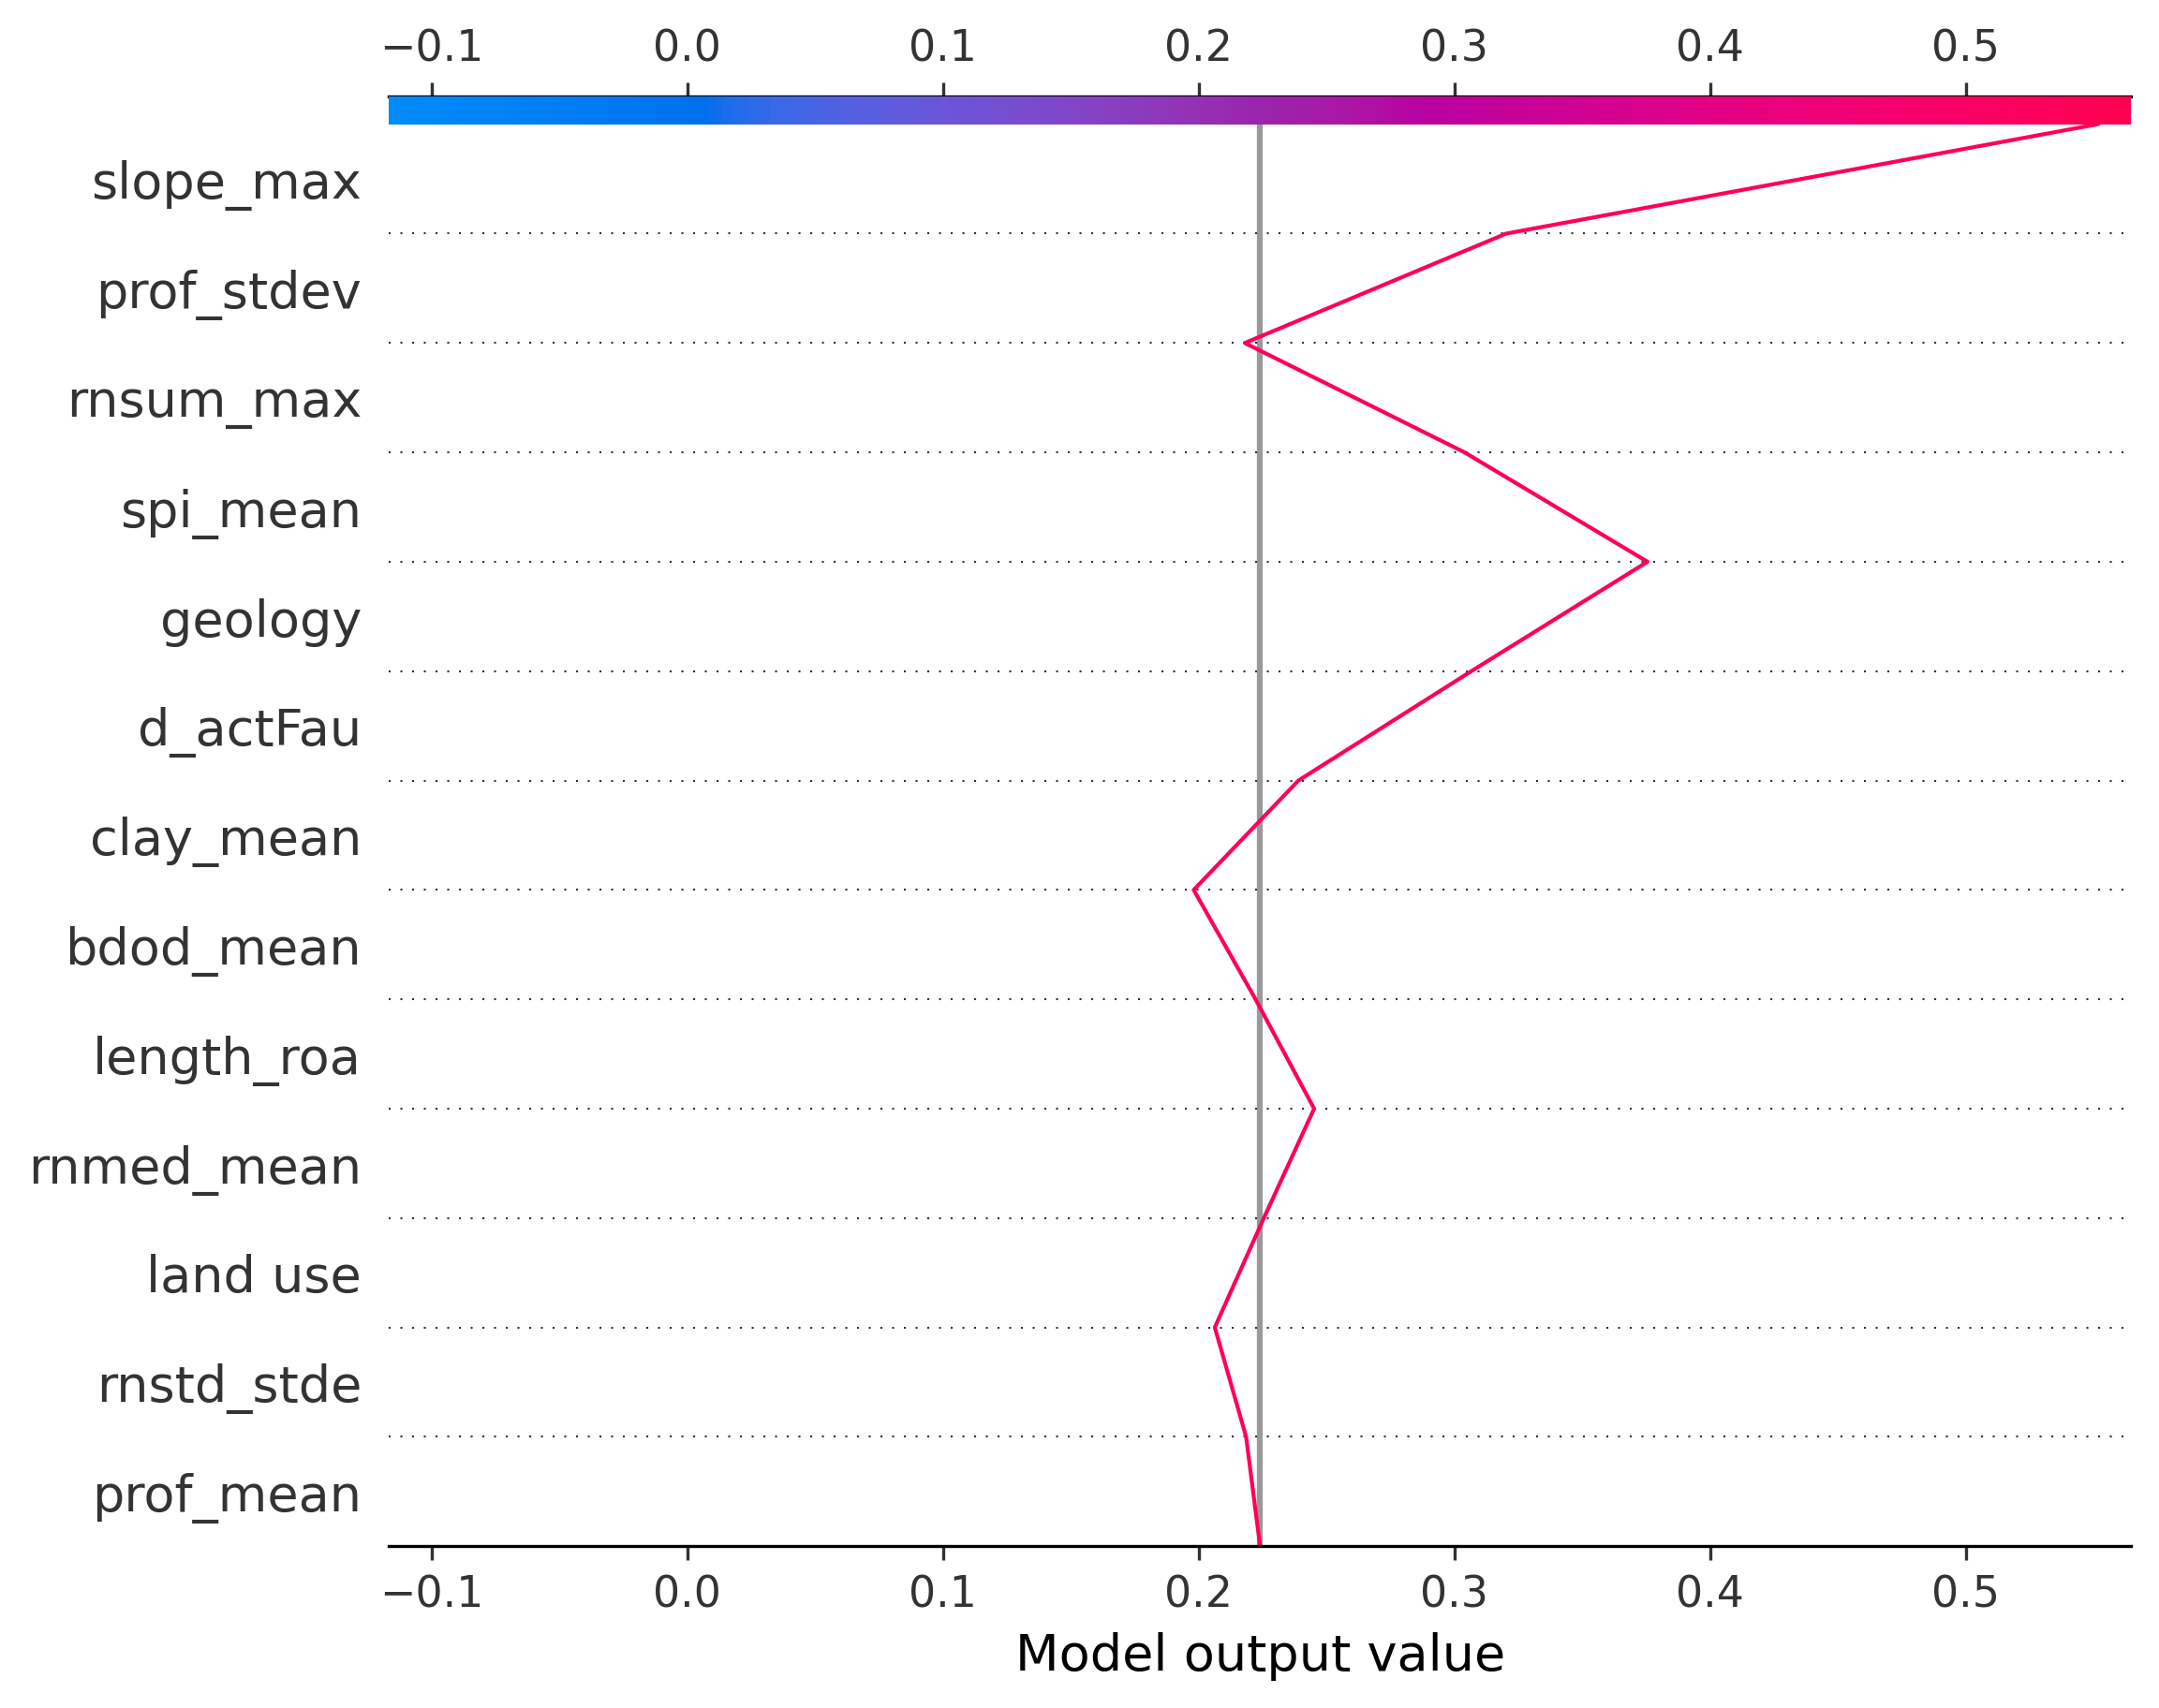 −0.1 0.0 0.1 0.2 0.3 0.4 0.5
slope_max
prof_stdev
rnsum_max
spi_mean
geology
d_actFau
clay_mean
bdod_mean
length_roa
rnmed_mean
land use
rnstd_stde
prof_mean
−0.1 0.0 0.1 0.2 0.3 0.4 0.5
Model output value